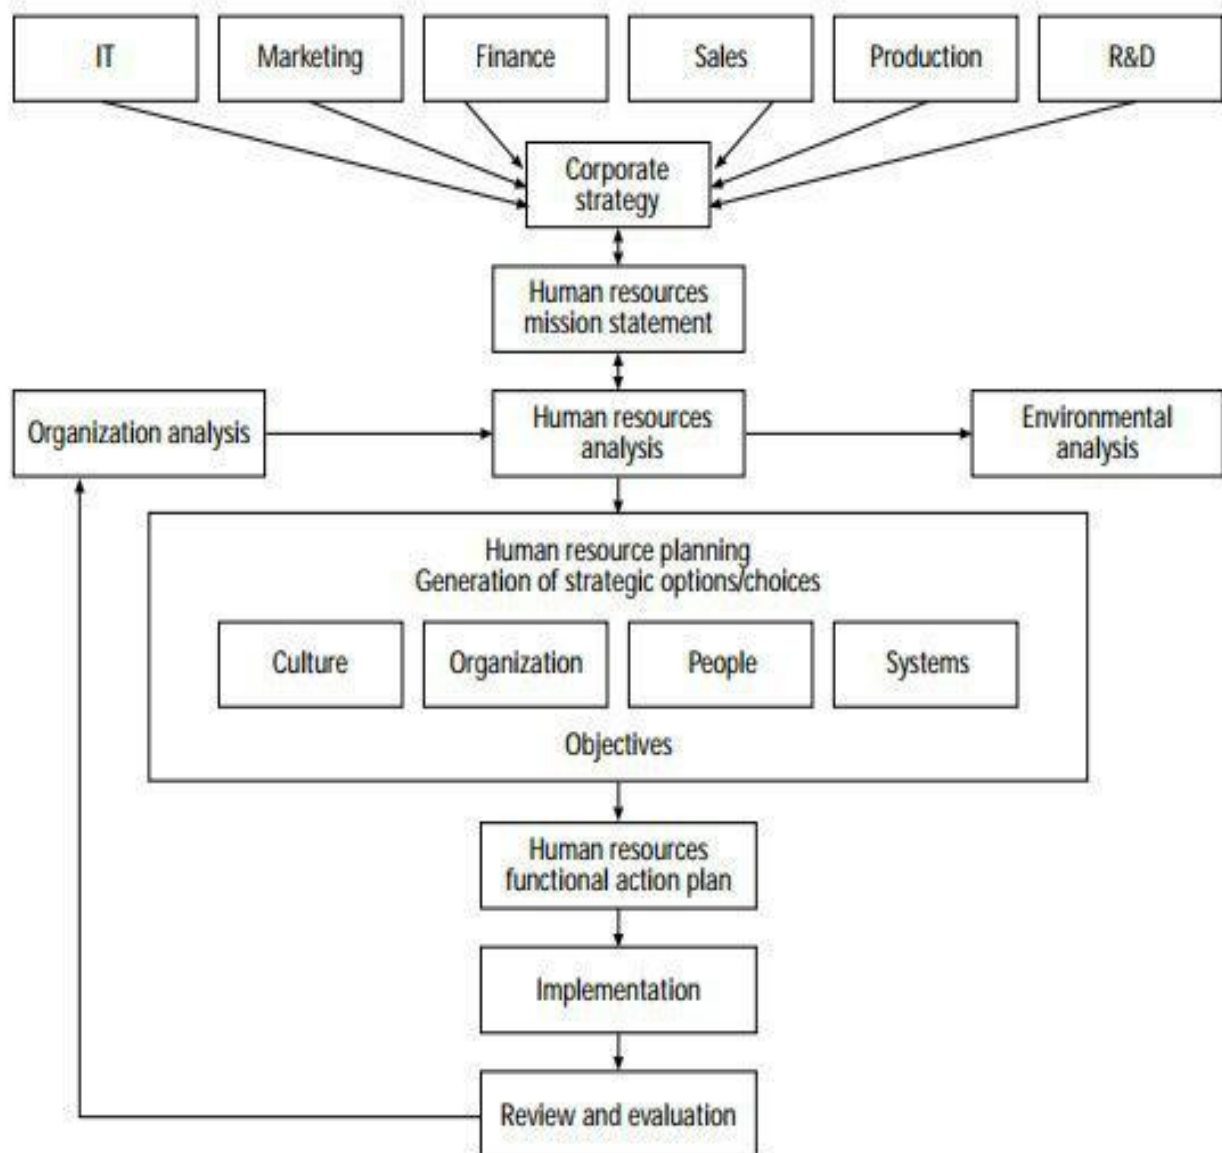 IT
Marketing
Finance
Sales
Production
R&D
Corporate
strategy
Human resources
mission statement
Organization analysis
Human resources
analysis
Environmental
analysis
Human resource planning
Generation of strategic options/choices
Culture
Organization
People
Systems
Objectives
Human resources
functional action plan
Implementation
Review and evaluation